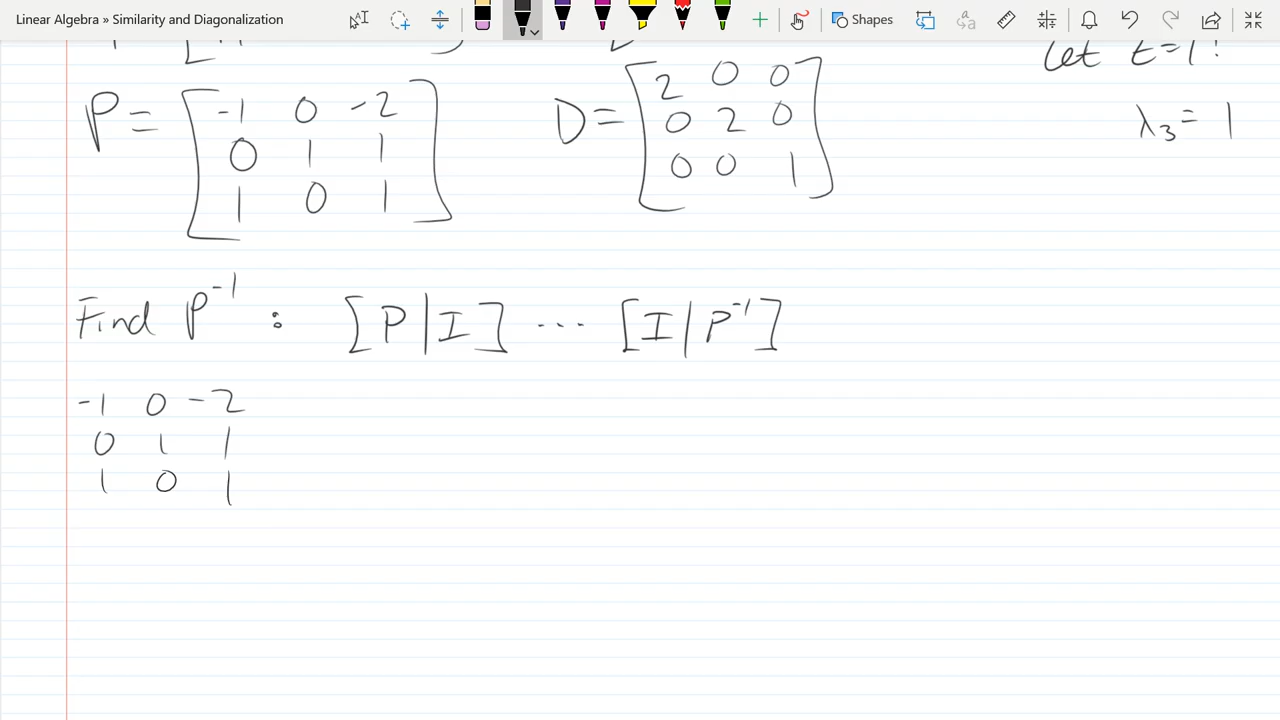 Linear Algebra » Similarity and Diagonalization
Shapes
let t=1:
P = [ -1 0 -2
0 1 1
1 0 1 ]
D = [ 2 0 0
0 2 0
0 0 1 ]
λ₃ = 1
Find P⁻¹ : [P | I] ... [I | P⁻¹]
-1 0 -2
0 1 1
1 0 1